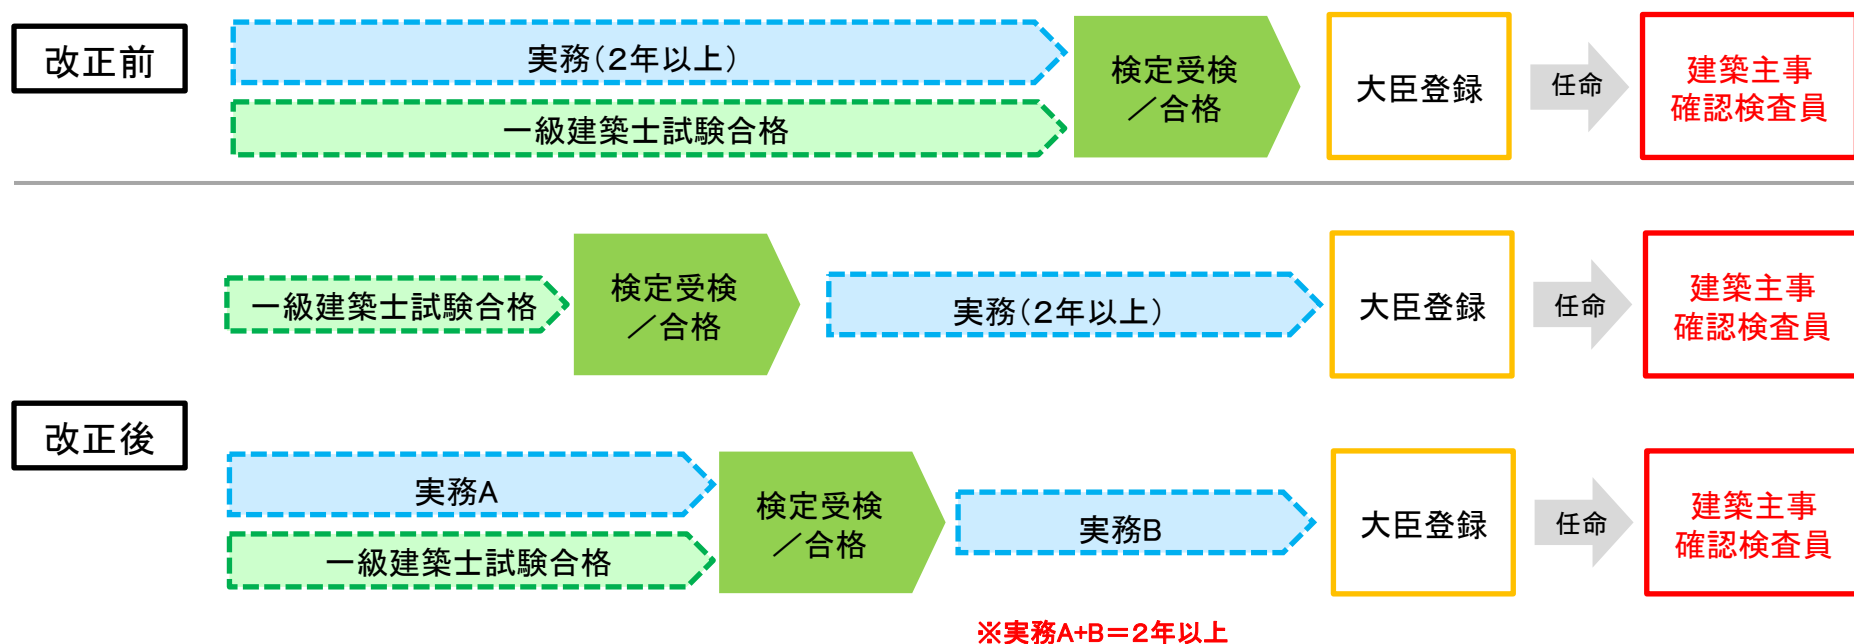 改正前
実務(2年以上)
一級建築士試験合格
検定受検
/合格
大臣登録
任命
建築主事
確認検査員
一級建築士試験合格
検定受検
/合格
実務(2年以上)
大臣登録
任命
建築主事
確認検査員
改正後
実務A
一級建築士試験合格
検定受検
/合格
実務B
大臣登録
任命
建築主事
確認検査員
※実務A+B=2年以上